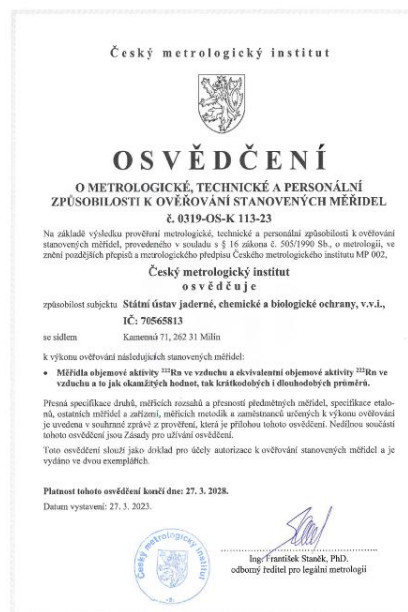 Český metrologický institut
OSVĚDČENÍ
O METROLOGICKÉ, TECHNICKÉ A PERSONÁLNÍ
ZPŮSOBILOSTI K OVĚŘOVÁNÍ STANOVENÝCH MĚŘIDEL
č. 0319-OS-K 113-23
Na základě výsledku prověření metrologické, technické a personální způsobilosti k ověřování
stanovených měřidel, provedeného v souladu s § 16 zákona č. 505/1990 Sb., o metrologii, ve
znění pozdějších přepisů a metrologického předpisu Českého metrologického institutu MP 002,
Český metrologický institut
osvědčuje
způsobilost subjektu Státní ústav jaderné, chemické a biologické ochrany, v.v.i.,
IČ: 70565813
se sídlem Kamenná 71, 262 31 Milín
k výkonu ověřování následujících stanovených měřidel:
• Měřidla objemové aktivity ²²²Rn ve vzduchu a ekvivalentní objemové aktivity ²²²Rn ve
vzduchu a to jak okamžitých hodnot, tak krátkodobých i dlouhodobých průměrů.
Přesná specifikace druhů, měřicích rozsahů a přesností předmětných měřidel, specifikace etalo-
nů, ostatních měřidel a zařízení, měřicích metodik a zaměstnanců určených k výkonu ověřování
je uvedena v souhrnné zprávě z prověření, která je přílohou tohoto osvědčení. Nedílnou součástí
tohoto osvědčení jsou Zásady pro užívání osvědčení.
Toto osvědčení slouží jako doklad pro účely autorizace k ověřování stanovených měřidel a je
vydáno ve dvou exemplářích.
Platnost tohoto osvědčení končí dne: 27. 3. 2028.
Datum vystavení: 27. 3. 2023.
Český metrologický institut
Ing. František Staněk, PhD.
odborný ředitel pro legální metrologii